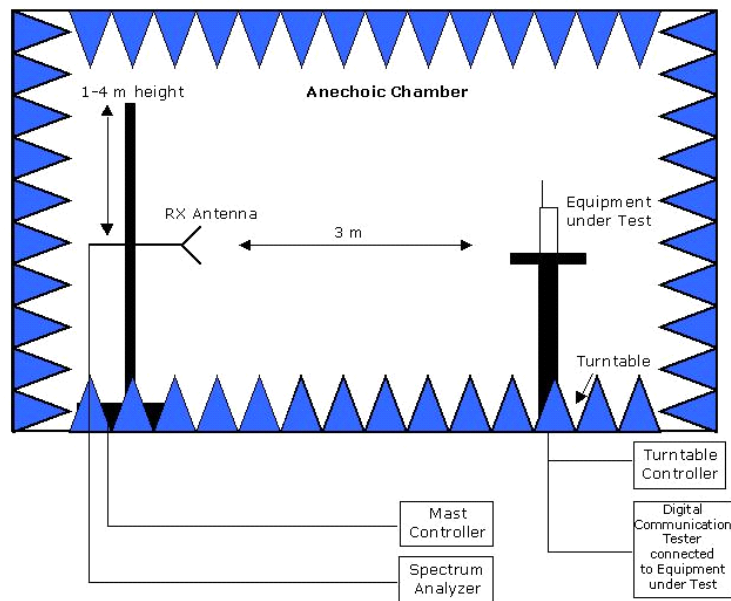 1-4 m height
Anechoic Chamber
RX Antenna
3 m
Equipment
under Test
Turntable
Turntable
Controller
Mast
Controller
Digital
Communication
Tester
connected
to Equipment
under Test
Spectrum
Analyzer